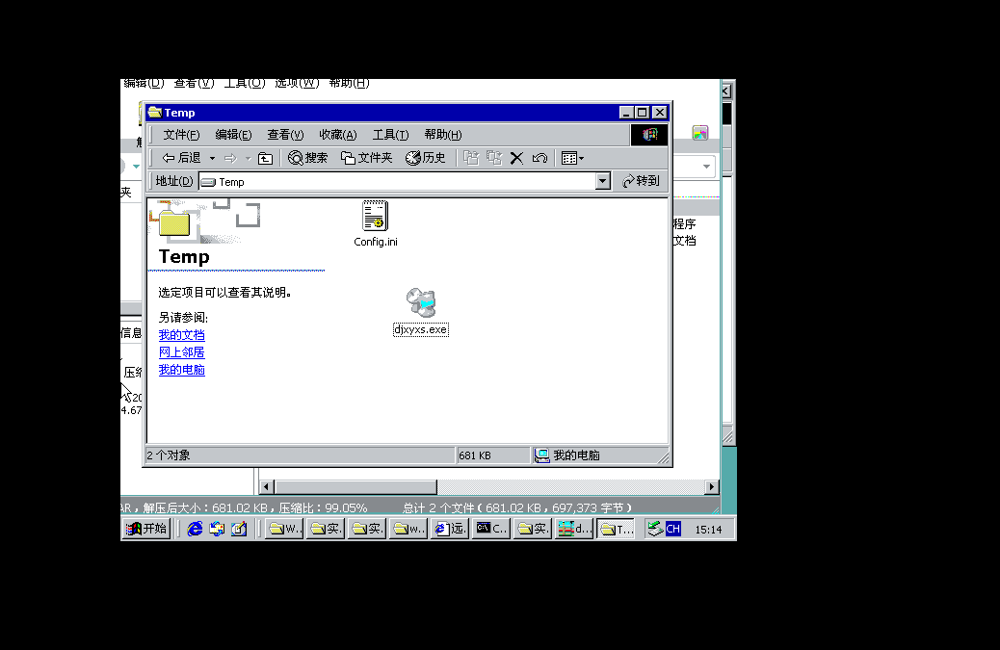 编辑(D) 查看(V) 工具(O) 选项(W) 帮助(H)
Temp
文件(F) 编辑(E) 查看(V) 收藏(A) 工具(T) 帮助(H)
后退 搜索 文件夹 历史
地址(D) Temp 转到
夹
Config.ini
程序
文档
Temp
选定项目可以查看其说明。
另请参阅:
我的文档
网上邻居
我的电脑
djxyxs.exe
信息
压缩
20
4.67
2 个对象 681 KB 我的电脑
AR，解压后大小：681.02 KB，压缩比：99.05% 总计 2 个文件（681.02 KB，697,373 字节）
开始 W.. 实. 实. w.. 远. C.. 实. d... T... CH 15:14